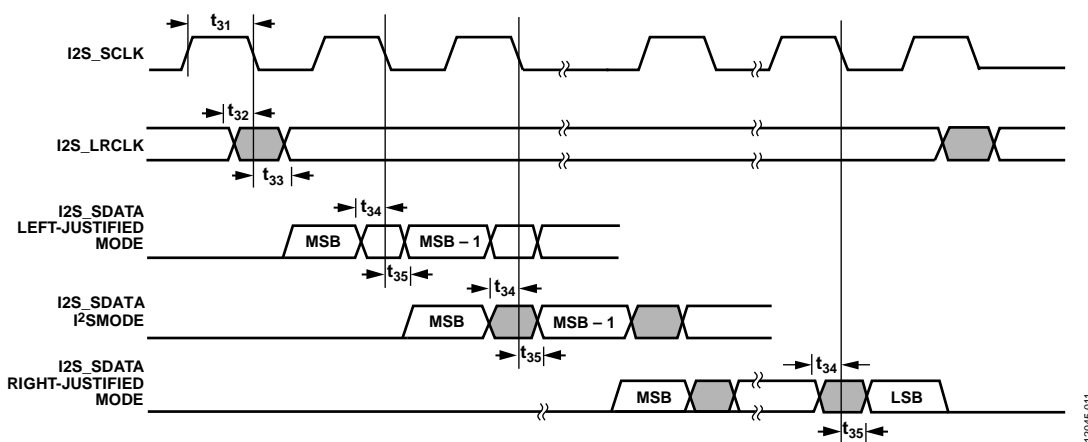 t31
I2S_SCLK
t32
I2S_LRCLK
t33
I2S_SDATA
LEFT-JUSTIFIED
MODE
t34
MSB
MSB – 1
t35
I2S_SDATA
I²SMODE
t34
MSB
MSB – 1
t35
I2S_SDATA
RIGHT-JUSTIFIED
MODE
t34
MSB
LSB
t35